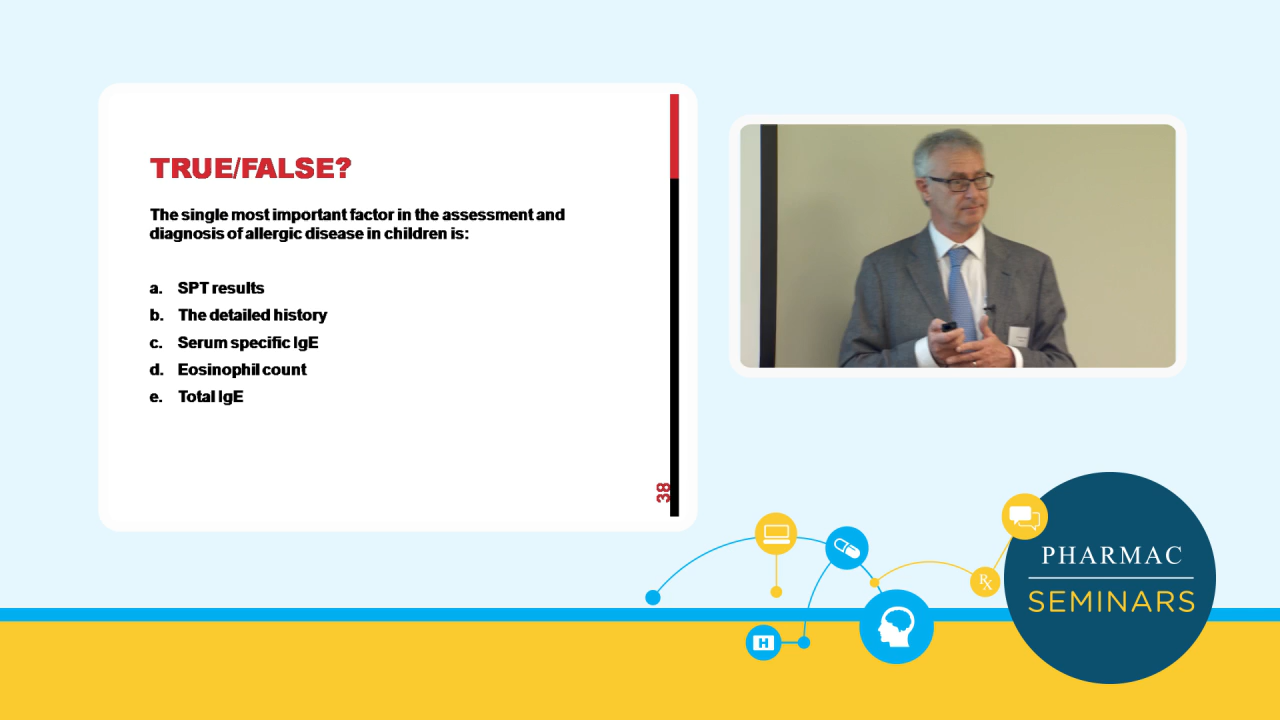 TRUE/FALSE?
The single most important factor in the assessment and
diagnosis of allergic disease in children is:
a. SPT results
b. The detailed history
c. Serum specific IgE
d. Eosinophil count
e. Total IgE
38
H
Rx
PHARMAC
SEMINARS